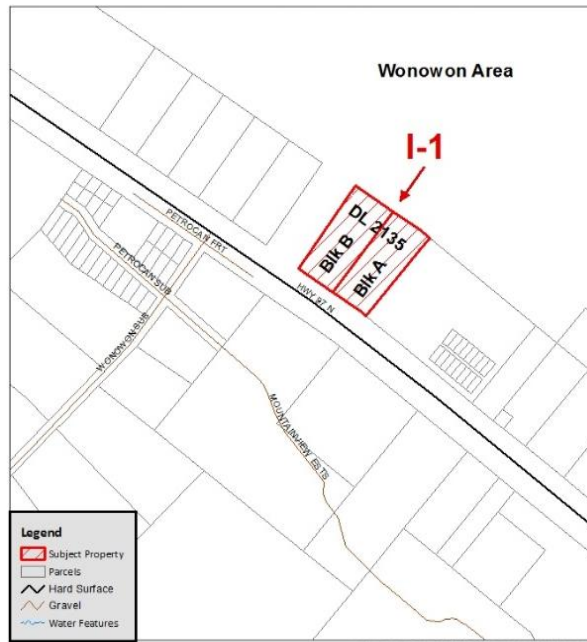 Wonowon Area
I-1
DL 2135
Blk B
Blk A
HWY 97 N
PETROCAN FRT
PETROCAN SUB
WONOWON SUB
MOUNTAINVIEW ESTS
Legend
Subject Property
Parcels
Hard Surface
Gravel
Water Features